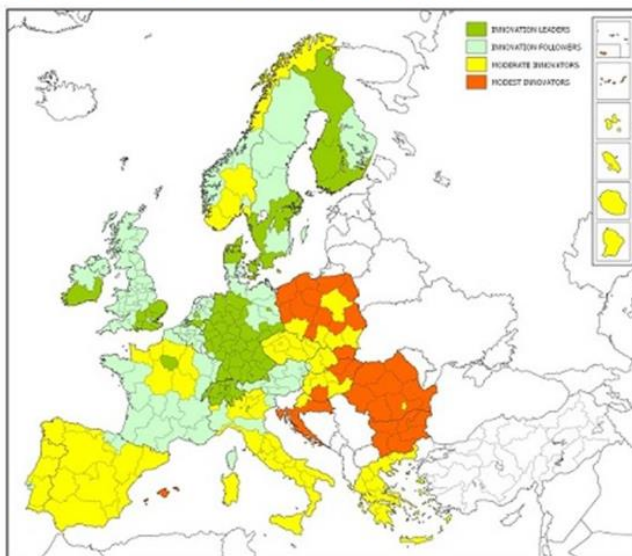 INNOVATION LEADERS
INNOVATION FOLLOWERS
MODERATE INNOVATORS
MODEST INNOVATORS